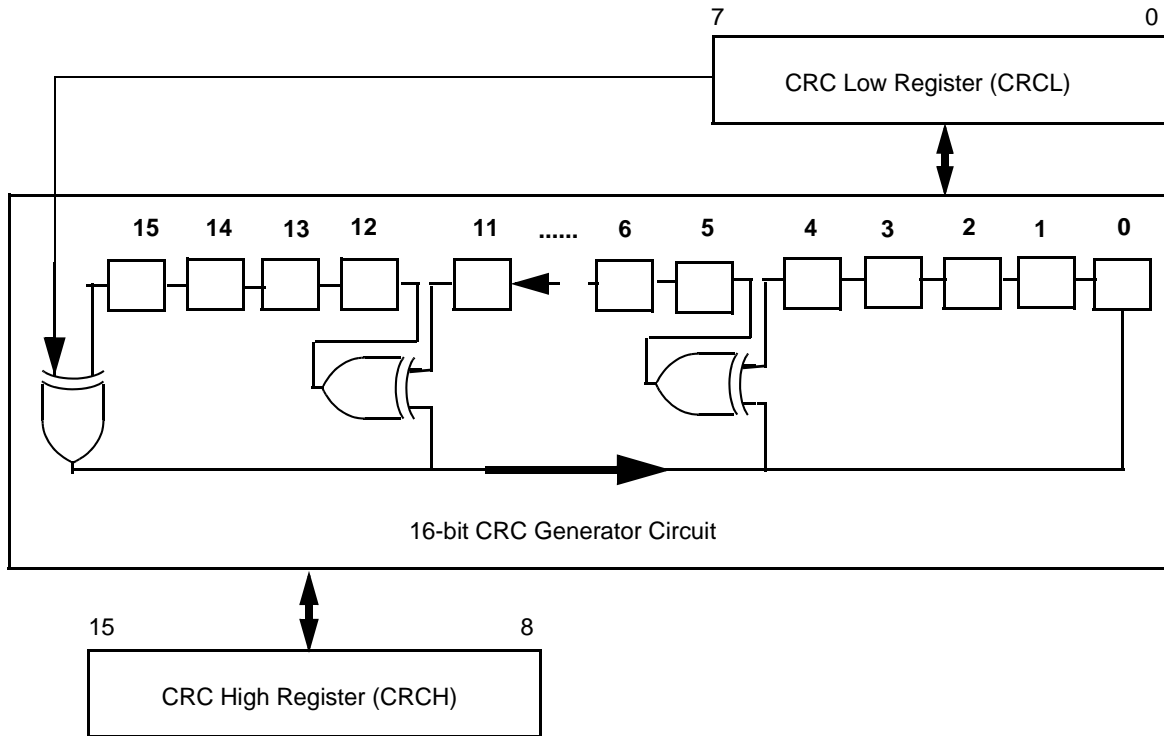 7 0
CRC Low Register (CRCL)
15 14 13 12 11 ...... 6 5 4 3 2 1 0
16-bit CRC Generator Circuit
15 8
CRC High Register (CRCH)